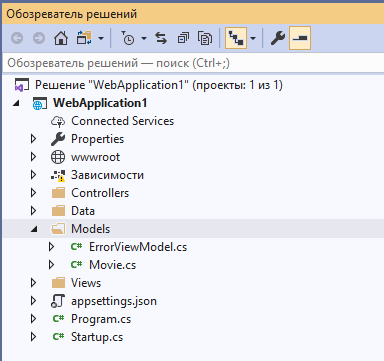 Обозреватель решений
Обозреватель решений — поиск (Ctrl+;)
Решение "WebApplication1" (проекты: 1 из 1)
WebApplication1
Connected Services
Properties
wwwroot
Зависимости
Controllers
Data
Models
C# ErrorViewModel.cs
C# Movie.cs
Views
appsettings.json
C# Program.cs
C# Startup.cs